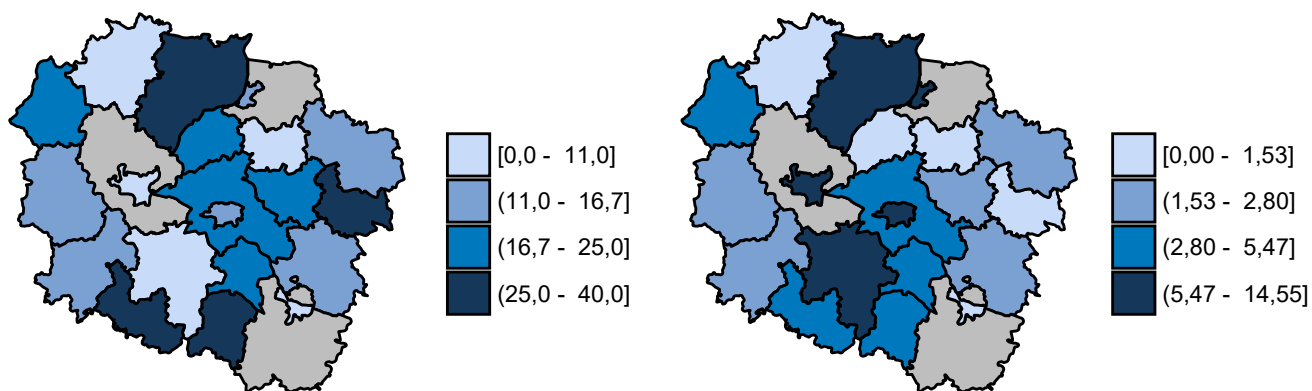 [0,0 - 11,0]
(11,0 - 16,7]
(16,7 - 25,0]
(25,0 - 40,0]
[0,00 - 1,53]
(1,53 - 2,80]
(2,80 - 5,47]
(5,47 - 14,55]